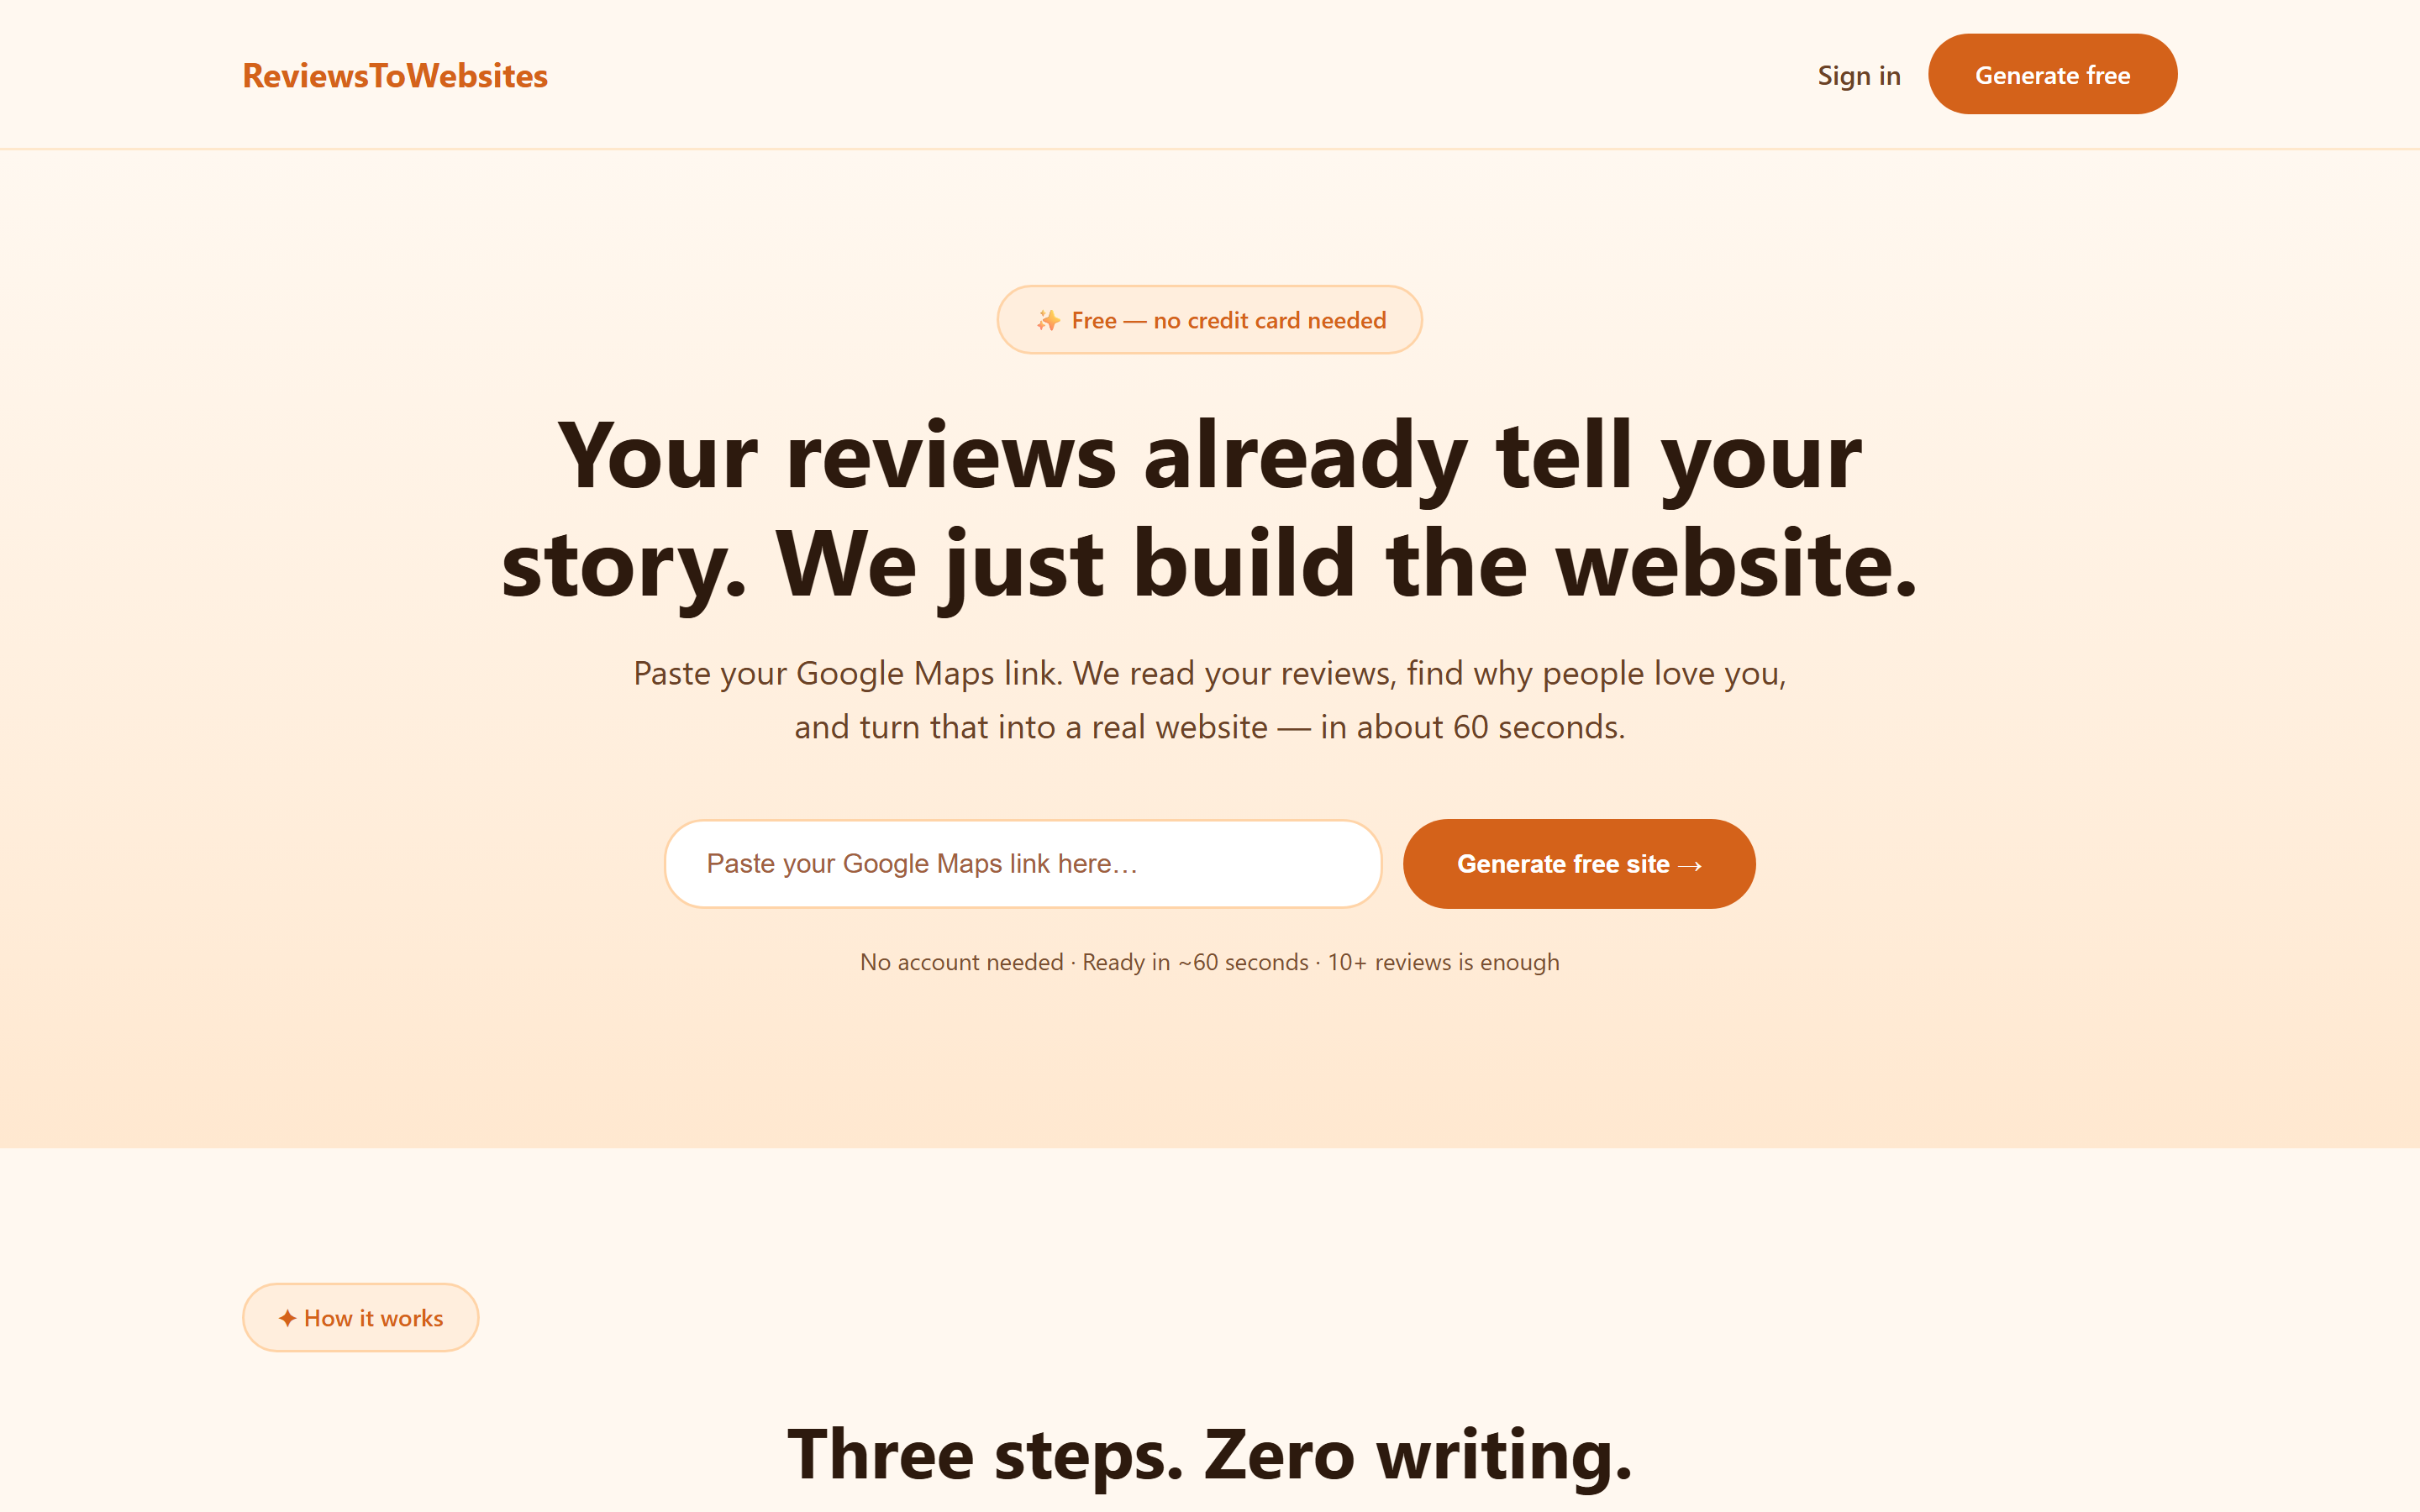 ReviewsToWebsites
Sign in
Generate free
✨ Free — no credit card needed
Your reviews already tell your
story. We just build the website.
Paste your Google Maps link. We read your reviews, find why people love you,
and turn that into a real website — in about 60 seconds.
Paste your Google Maps link here…
Generate free site →
No account needed · Ready in ~60 seconds · 10+ reviews is enough
✦ How it works
Three steps. Zero writing.